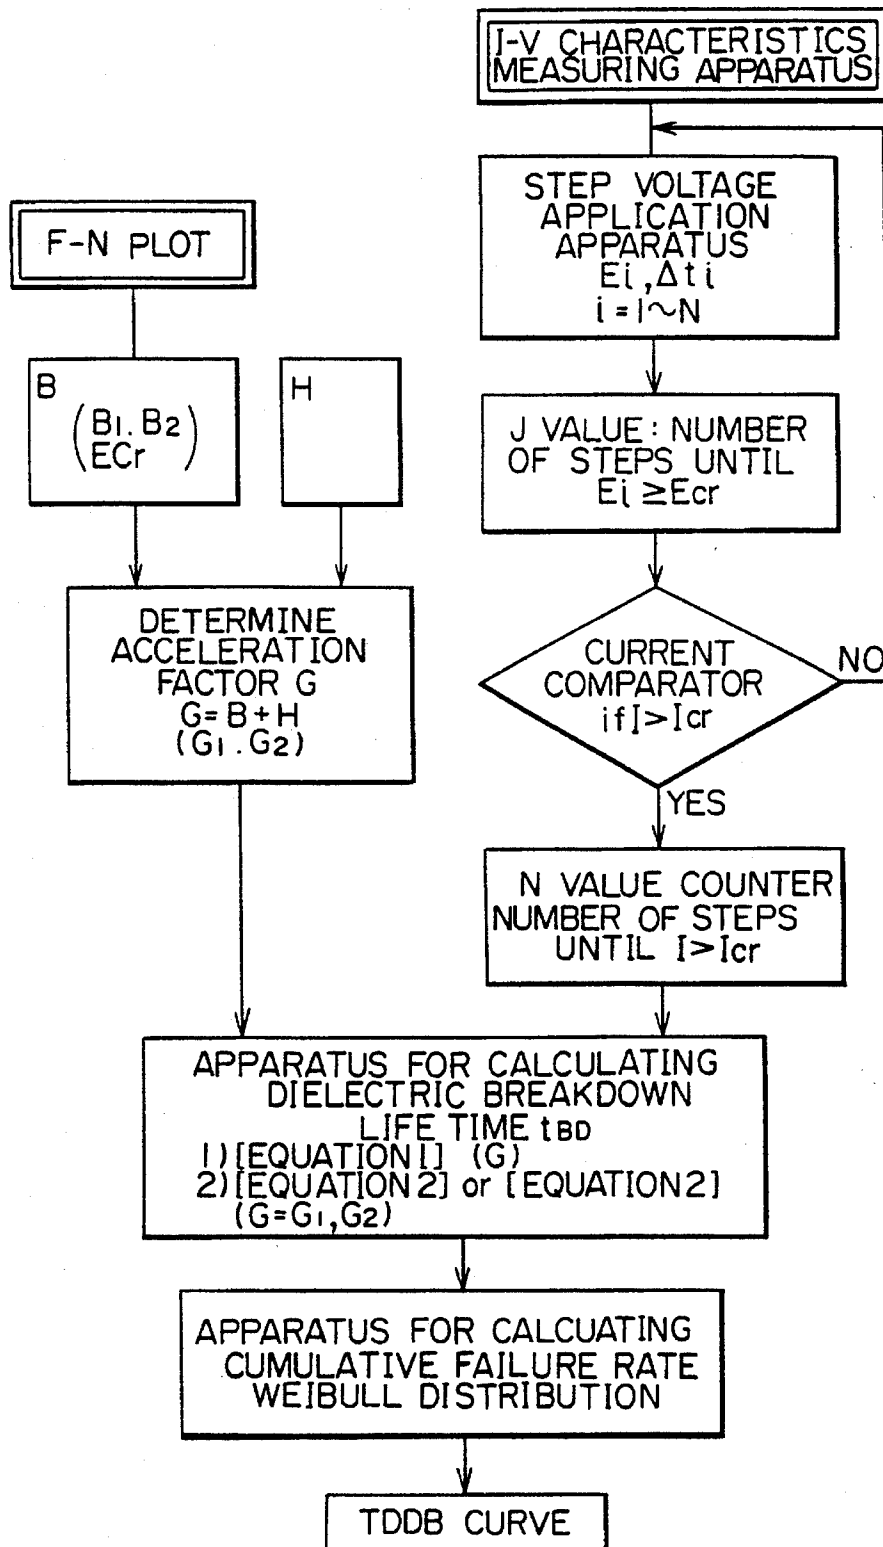 I-V CHARACTERISTICS
MEASURING APPARATUS
STEP VOLTAGE
APPLICATION
APPARATUS
Ei, Δti
i=1~N
F-N PLOT
B
(B1. B2)
ECr
H
J VALUE: NUMBER
OF STEPS UNTIL
Ei ≥Ecr
DETERMINE
ACCELERATION
FACTOR G
G=B+H
(G1.G2)
CURRENT
COMPARATOR
if I>Icr
NO
YES
N VALUE COUNTER
NUMBER OF STEPS
UNTIL I>Icr
APPARATUS FOR CALCULATING
DIELECTRIC BREAKDOWN
LIFE TIME tBD
1)[EQUATION 1] (G)
2)[EQUATION 2] or [EQUATION 2]
(G=G1,G2)
APPARATUS FOR CALCUATING
CUMULATIVE FAILURE RATE
WEIBULL DISTRIBUTION
TDDB CURVE